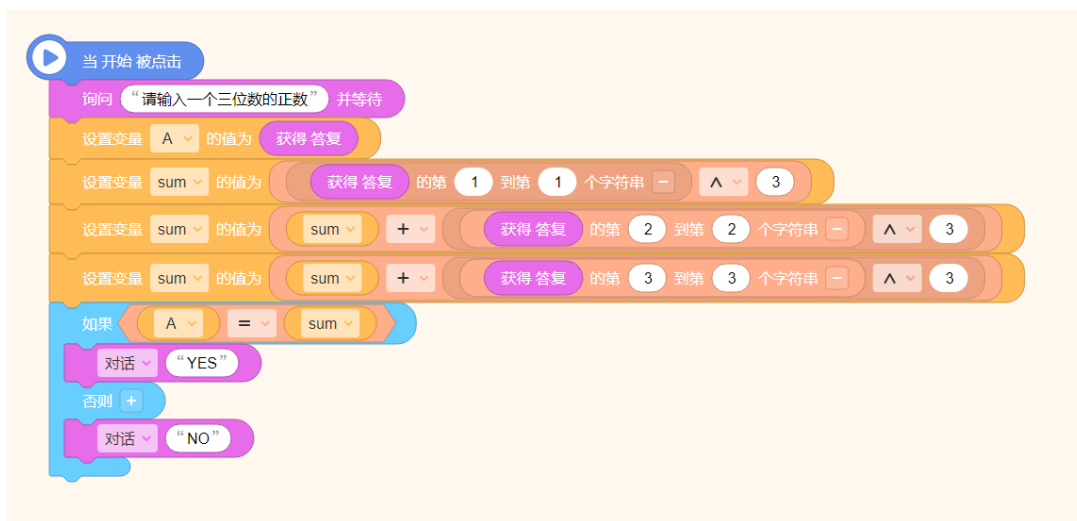 当 开始 被点击
询问 “请输入一个三位数的正数” 并等待
设置变量 A 的值为 获得 答复
设置变量 sum 的值为 获得 答复 的第 1 到第 1 个字符串 − ∧ 3
设置变量 sum 的值为 sum + 获得 答复 的第 2 到第 2 个字符串 − ∧ 3
设置变量 sum 的值为 sum + 获得 答复 的第 3 到第 3 个字符串 − ∧ 3
如果 A = sum
对话 “YES”
否则 +
对话 “NO”